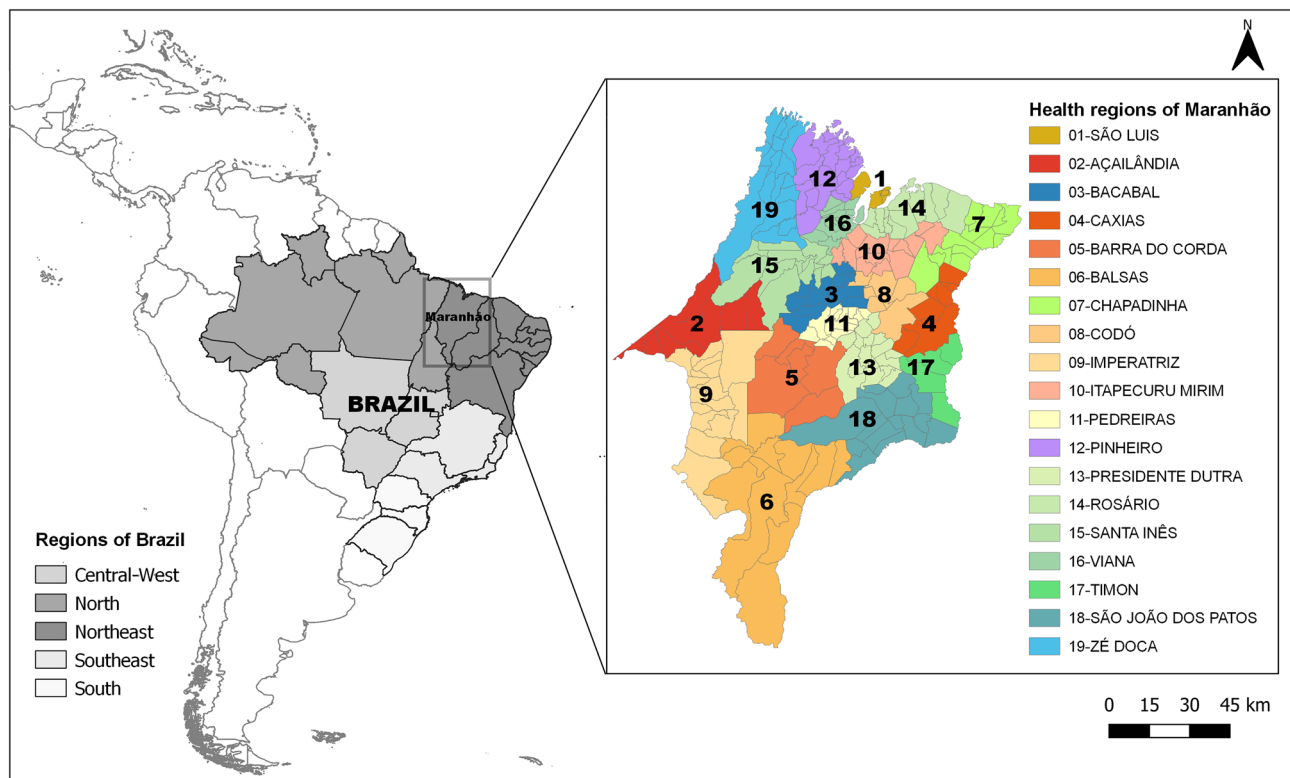 N
Maranhão
BRAZIL
Regions of Brazil
Central-West
North
Northeast
Southeast
South
1
12
19
16
14
7
10
15
3
8
2
11
4
13
17
5
9
18
6
Health regions of Maranhão
01-SÃO LUIS
02-AÇAILÂNDIA
03-BACABAL
04-CAXIAS
05-BARRA DO CORDA
06-BALSAS
07-CHAPADINHA
08-CODÓ
09-IMPERATRIZ
10-ITAPECURU MIRIM
11-PEDREIRAS
12-PINHEIRO
13-PRESIDENTE DUTRA
14-ROSÁRIO
15-SANTA INÊS
16-VIANA
17-TIMON
18-SÃO JOÃO DOS PATOS
19-ZÉ DOCA
0 15 30 45 km